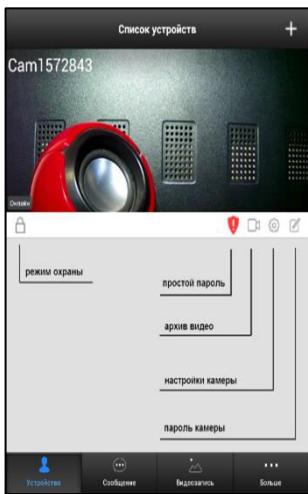 Список устройств +
Cam1572843
Онлайн
режим охраны
простой пароль
архив видео
настройки камеры
пароль камеры
Устройства Сообщение Видеозапись Больше